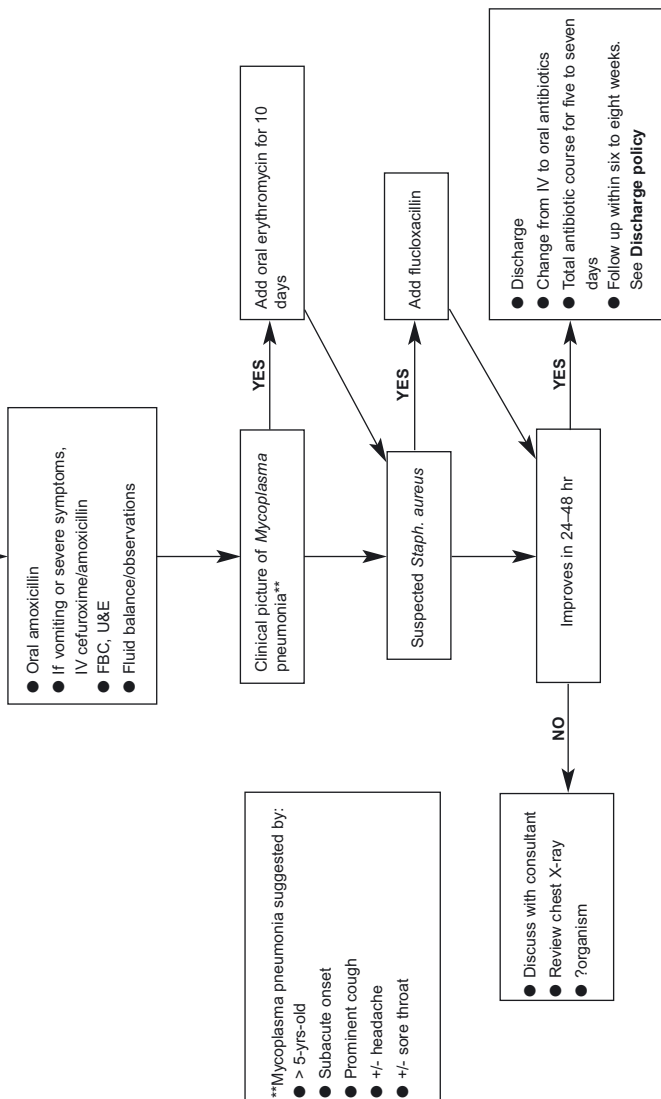 ● Oral amoxicillin
● If vomiting or severe symptoms,
IV cefuroxime/amoxicillin
● FBC, U&E
● Fluid balance/observations
Clinical picture of Mycoplasma
pneumonia**
YES
Add oral erythromycin for 10
days
**Mycoplasma pneumonia suggested by:
● > 5-yrs-old
● Subacute onset
● Prominent cough
● +/- headache
● +/- sore throat
Suspected Staph. aureus
YES
Add flucloxacillin
Improves in 24–48 hr
NO
● Discuss with consultant
● Review chest X-ray
● ?organism
YES
● Discharge
● Change from IV to oral antibiotics
● Total antibiotic course for five to seven
days
● Follow up within six to eight weeks.
See Discharge policy